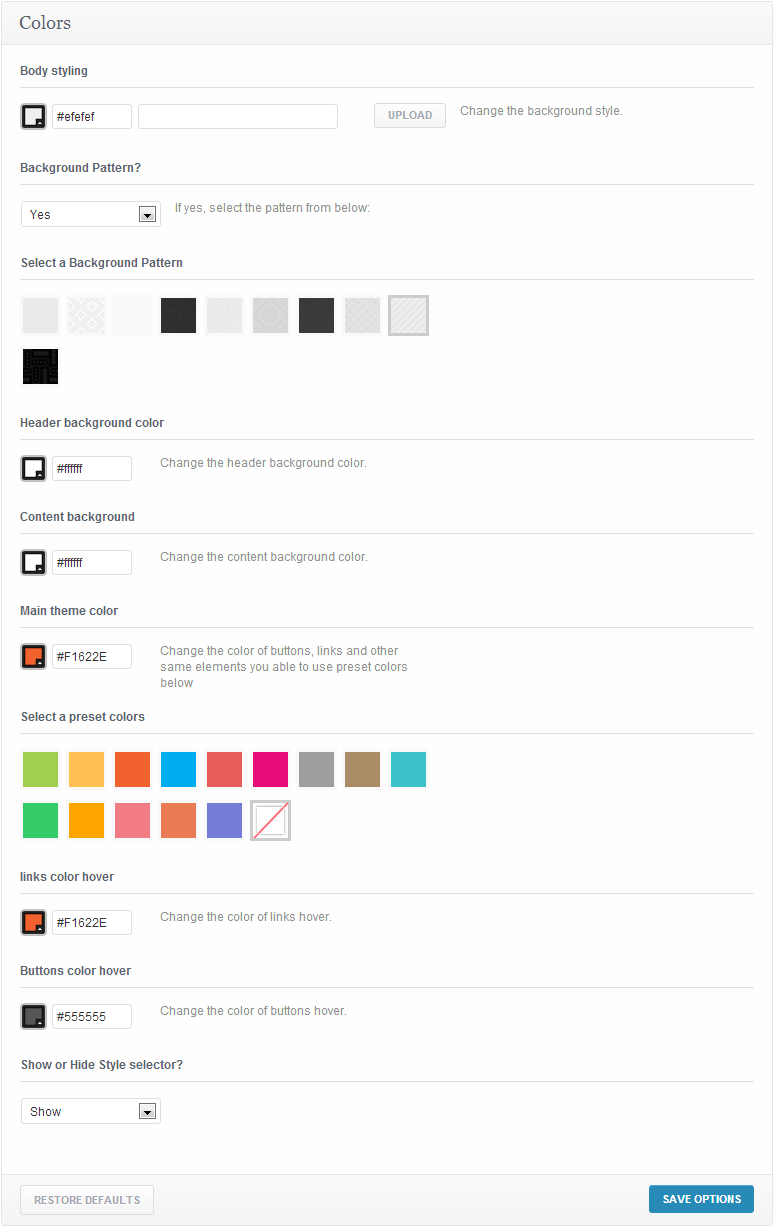 Colors
Body styling
#efefef UPLOAD Change the background style.
Background Pattern?
Yes If yes, select the pattern from below:
Select a Background Pattern
Header background color
#ffffff Change the header background color.
Content background
#ffffff Change the content background color.
Main theme color
#F1622E Change the color of buttons, links and other
same elements you able to use preset colors
below
Select a preset colors
links color hover
#F1622E Change the color of links hover.
Buttons color hover
#555555 Change the color of buttons hover.
Show or Hide Style selector?
Show
RESTORE DEFAULTS SAVE OPTIONS